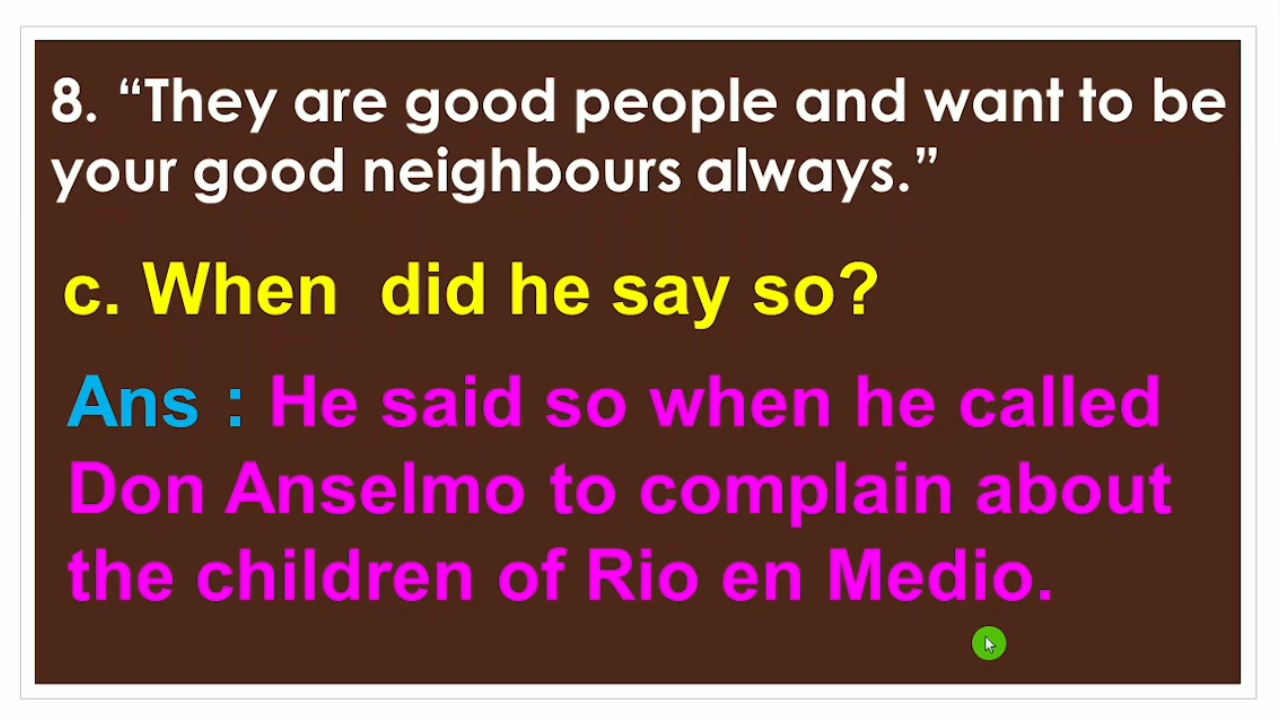 8. “They are good people and want to be
your good neighbours always.”
c. When did he say so?
Ans : He said so when he called
Don Anselmo to complain about
the children of Rio en Medio.